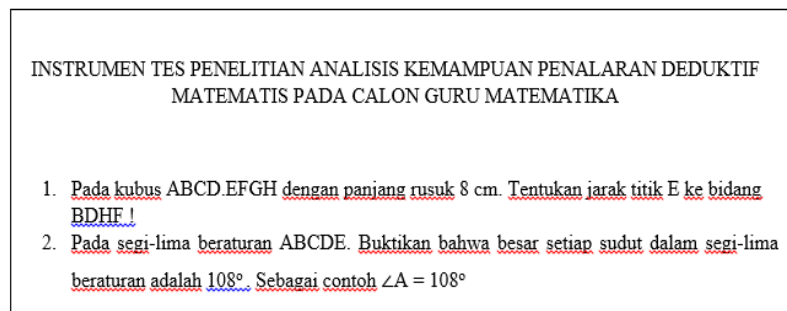 INSTRUMEN TES PENELITIAN ANALISIS KEMAMPUAN PENALARAN DEDUKTIF
MATEMATIS PADA CALON GURU MATEMATIKA
1. Pada kubus ABCD.EFGH dengan panjang rusuk 8 cm. Tentukan jarak titik E ke bidang
BDHF !
2. Pada segi-lima beraturan ABCDE. Buktikan bahwa besar setiap sudut dalam segi-lima
beraturan adalah 108°. Sebagai contoh ∠A = 108°